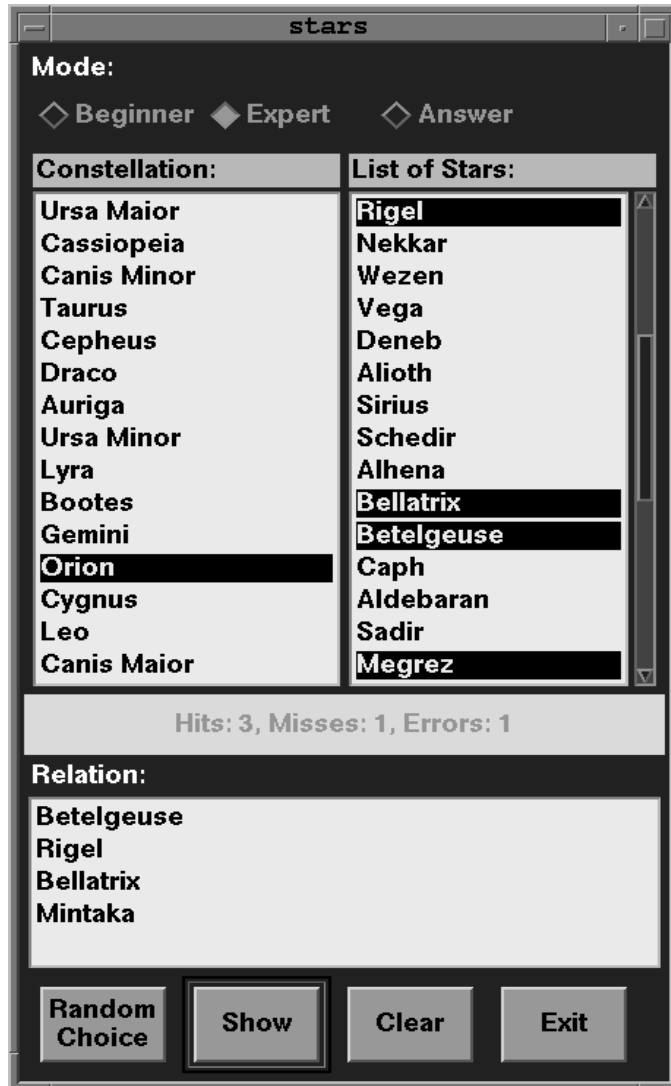 stars
Mode:
Beginner Expert Answer
Constellation:
Ursa Maior
Cassiopeia
Canis Minor
Taurus
Cepheus
Draco
Auriga
Ursa Minor
Lyra
Bootes
Gemini
Orion
Cygnus
Leo
Canis Maior
List of Stars:
Rigel
Nekkar
Wezen
Vega
Deneb
Alioth
Sirius
Schedir
Alhena
Bellatrix
Betelgeuse
Caph
Aldebaran
Sadir
Megrez
Hits: 3, Misses: 1, Errors: 1
Relation:
Betelgeuse
Rigel
Bellatrix
Mintaka
Random
Choice
Show
Clear
Exit